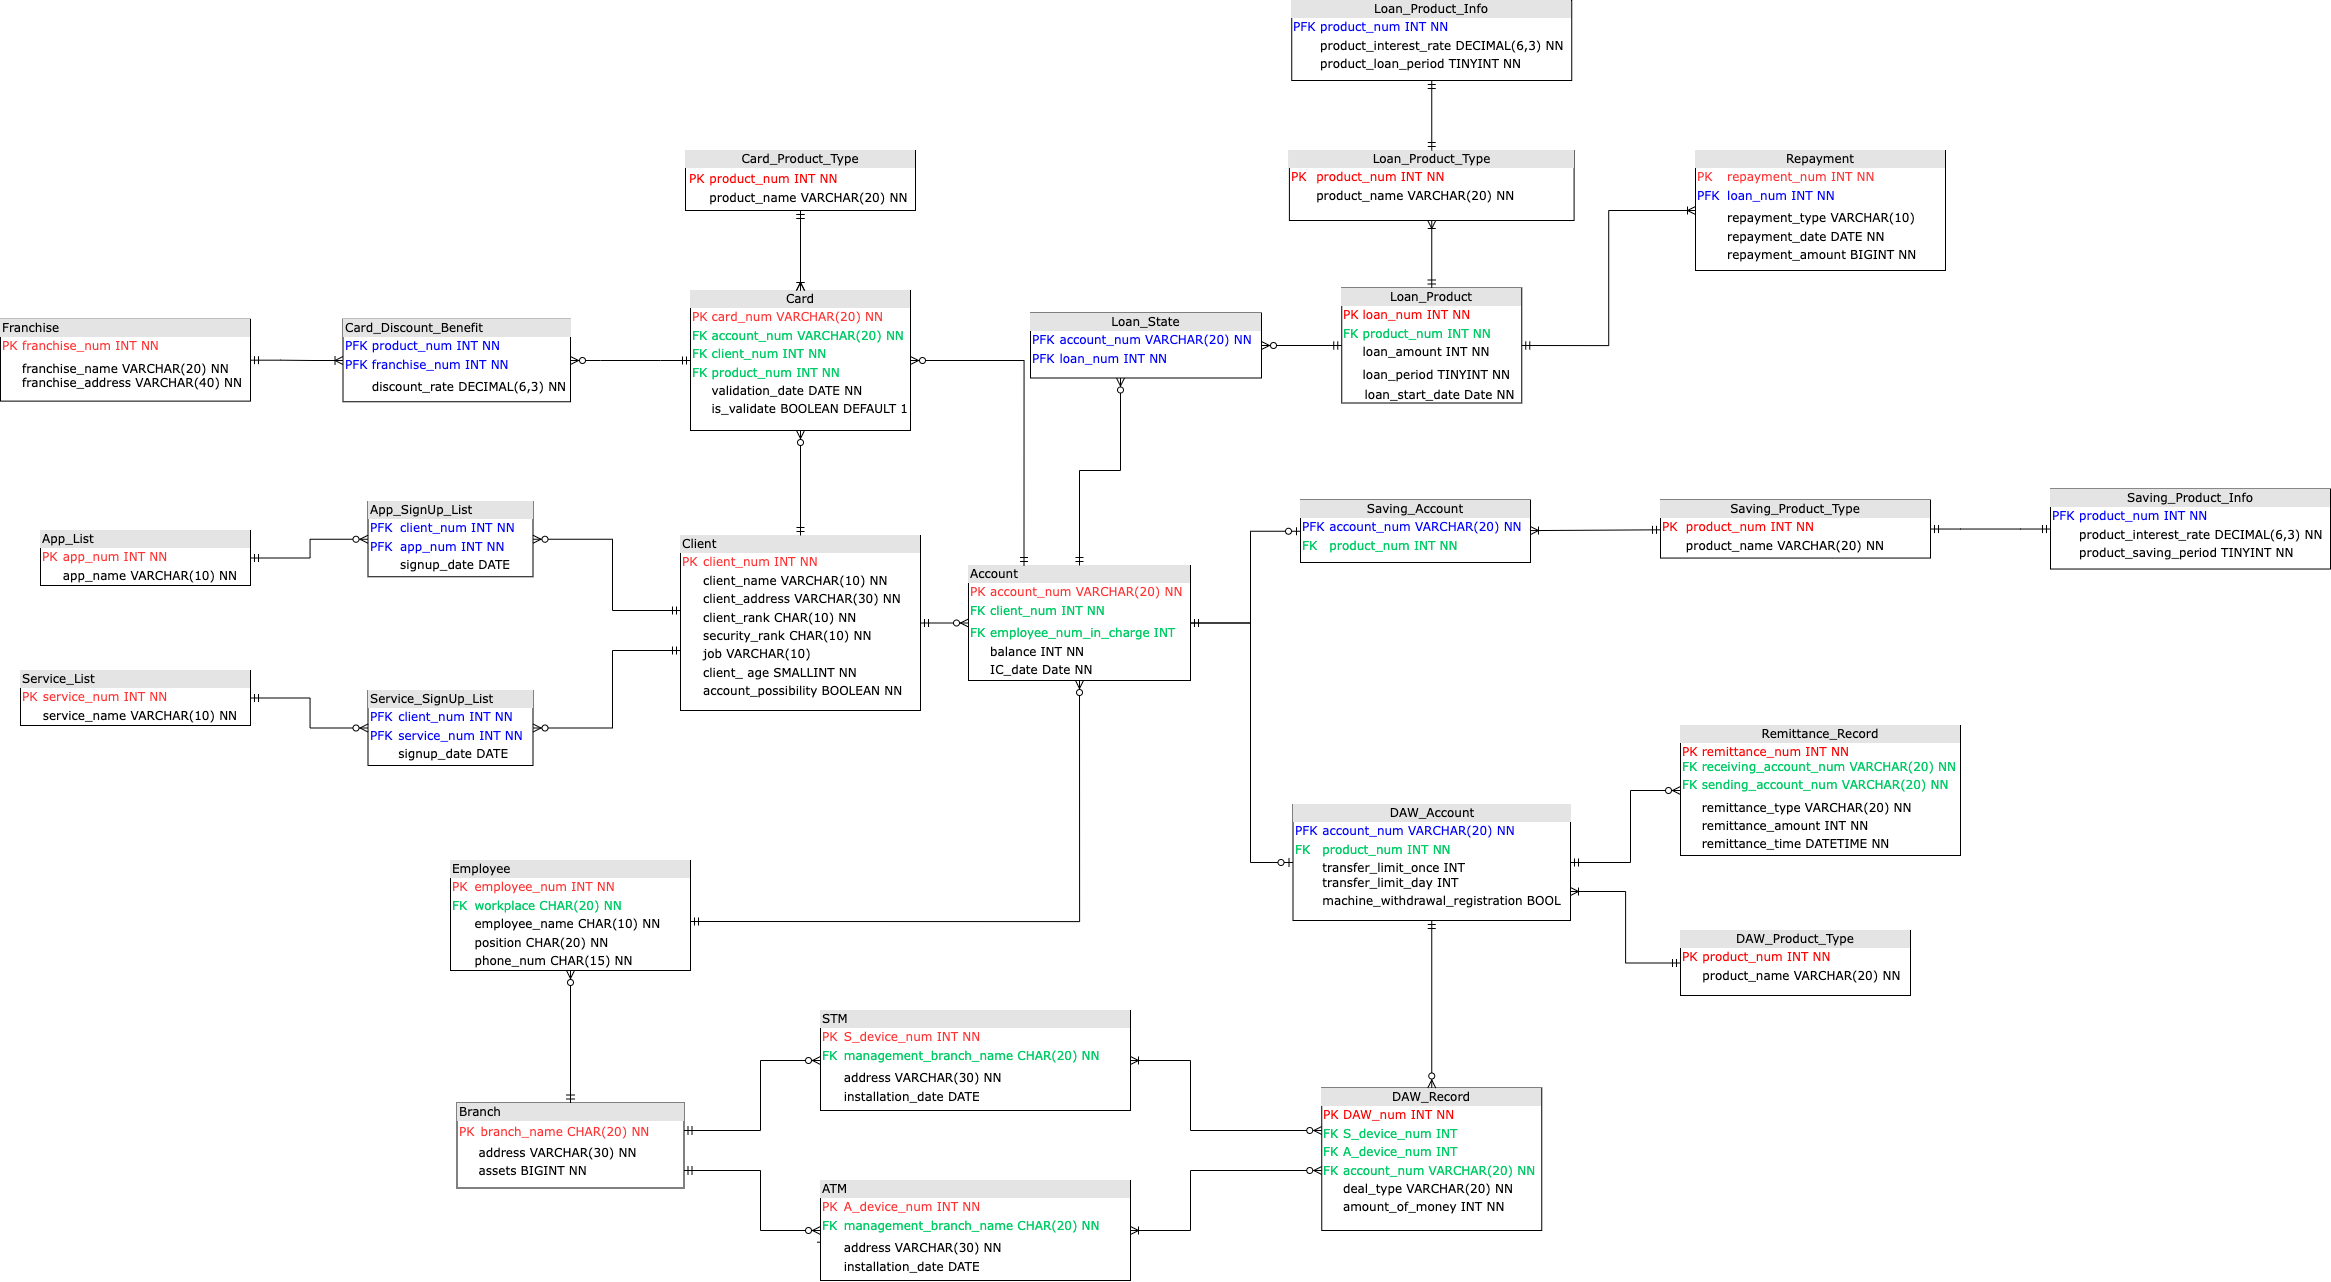 Loan_Product_Info
PFK product_num INT NN
product_interest_rate DECIMAL(6,3) NN
product_loan_period TINYINT NN
Card_Product_Type
PK product_num INT NN
product_name VARCHAR(20) NN
Loan_Product_Type
PK product_num INT NN
product_name VARCHAR(20) NN
Repayment
PK repayment_num INT NN
PFK loan_num INT NN
repayment_type VARCHAR(10)
repayment_date DATE NN
repayment_amount BIGINT NN
Franchise
PK franchise_num INT NN
franchise_name VARCHAR(20) NN
franchise_address VARCHAR(40) NN
Card_Discount_Benefit
PFK product_num INT NN
PFK franchise_num INT NN
discount_rate DECIMAL(6,3) NN
Card
PK card_num VARCHAR(20) NN
FK account_num VARCHAR(20) NN
FK client_num INT NN
FK product_num INT NN
validation_date DATE NN
is_validate BOOLEAN DEFAULT 1
Loan_State
PFK account_num VARCHAR(20) NN
PFK loan_num INT NN
Loan_Product
PK loan_num INT NN
FK product_num INT NN
loan_amount INT NN
loan_period TINYINT NN
loan_start_date Date NN
App_List
PK app_num INT NN
app_name VARCHAR(10) NN
App_SignUp_List
PFK client_num INT NN
PFK app_num INT NN
signup_date DATE
Client
PK client_num INT NN
client_name VARCHAR(10) NN
client_address VARCHAR(30) NN
client_rank CHAR(10) NN
security_rank CHAR(10) NN
job VARCHAR(10)
client_ age SMALLINT NN
account_possibility BOOLEAN NN
Account
PK account_num VARCHAR(20) NN
FK client_num INT NN
FK employee_num_in_charge INT
balance INT NN
IC_date Date NN
Saving_Account
PFK account_num VARCHAR(20) NN
FK product_num INT NN
Saving_Product_Type
PK product_num INT NN
product_name VARCHAR(20) NN
Saving_Product_Info
PFK product_num INT NN
product_interest_rate DECIMAL(6,3) NN
product_saving_period TINYINT NN
Service_List
PK service_num INT NN
service_name VARCHAR(10) NN
Service_SignUp_List
PFK client_num INT NN
PFK service_num INT NN
signup_date DATE
Remittance_Record
PK remittance_num INT NN
FK receiving_account_num VARCHAR(20) NN
FK sending_account_num VARCHAR(20) NN
remittance_type VARCHAR(20) NN
remittance_amount INT NN
remittance_time DATETIME NN
DAW_Account
PFK account_num VARCHAR(20) NN
FK product_num INT NN
transfer_limit_once INT
transfer_limit_day INT
machine_withdrawal_registration BOOL
Employee
PK employee_num INT NN
FK workplace CHAR(20) NN
employee_name CHAR(10) NN
position CHAR(20) NN
phone_num CHAR(15) NN
DAW_Product_Type
PK product_num INT NN
product_name VARCHAR(20) NN
STM
PK S_device_num INT NN
FK management_branch_name CHAR(20) NN
address VARCHAR(30) NN
installation_date DATE
Branch
PK branch_name CHAR(20) NN
address VARCHAR(30) NN
assets BIGINT NN
DAW_Record
PK DAW_num INT NN
FK S_device_num INT
FK A_device_num INT
FK account_num VARCHAR(20) NN
deal_type VARCHAR(20) NN
amount_of_money INT NN
ATM
PK A_device_num INT NN
FK management_branch_name CHAR(20) NN
address VARCHAR(30) NN
installation_date DATE